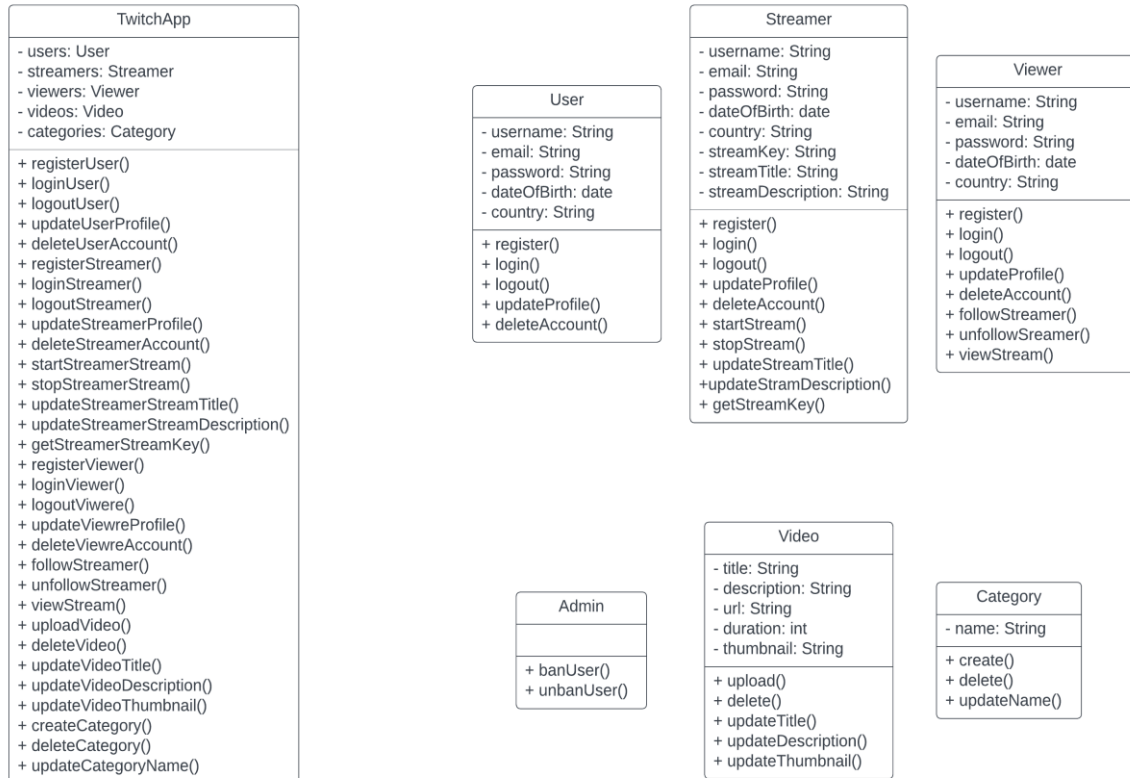 TwitchApp
- users: User
- streamers: Streamer
- viewers: Viewer
- videos: Video
- categories: Category
+ registerUser()
+ loginUser()
+ logoutUser()
+ updateUserProfile()
+ deleteUserAccount()
+ registerStreamer()
+ loginStreamer()
+ logoutStreamer()
+ updateStreamerProfile()
+ deleteStreamerAccount()
+ startStreamerStream()
+ stopStreamerStream()
+ updateStreamerStreamTitle()
+ updateStreamerStreamDescription()
+ getStreamerStreamKey()
+ registerViewer()
+ loginViewer()
+ logoutViwere()
+ updateViewreProfile()
+ deleteViewreAccount()
+ followStreamer()
+ unfollowStreamer()
+ viewStream()
+ uploadVideo()
+ deleteVideo()
+ updateVideoTitle()
+ updateVideoDescription()
+ updateVideoThumbnail()
+ createCategory()
+ deleteCategory()
+ updateCategoryName()
User
- username: String
- email: String
- password: String
- dateOfBirth: date
- country: String
+ register()
+ login()
+ logout()
+ updateProfile()
+ deleteAccount()
Streamer
- username: String
- email: String
- password: String
- dateOfBirth: date
- country: String
- streamKey: String
- streamTitle: String
- streamDescription: String
+ register()
+ login()
+ logout()
+ updateProfile()
+ deleteAccount()
+ startStream()
+ stopStream()
+ updateStreamTitle()
+updateStramDescription()
+ getStreamKey()
Viewer
- username: String
- email: String
- password: String
- dateOfBirth: date
- country: String
+ register()
+ login()
+ logout()
+ updateProfile()
+ deleteAccount()
+ followStreamer()
+ unfollowSreamer()
+ viewStream()
Admin
+ banUser()
+ unbanUser()
Video
- title: String
- description: String
- url: String
- duration: int
- thumbnail: String
+ upload()
+ delete()
+ updateTitle()
+ updateDescription()
+ updateThumbnail()
Category
- name: String
+ create()
+ delete()
+ updateName()